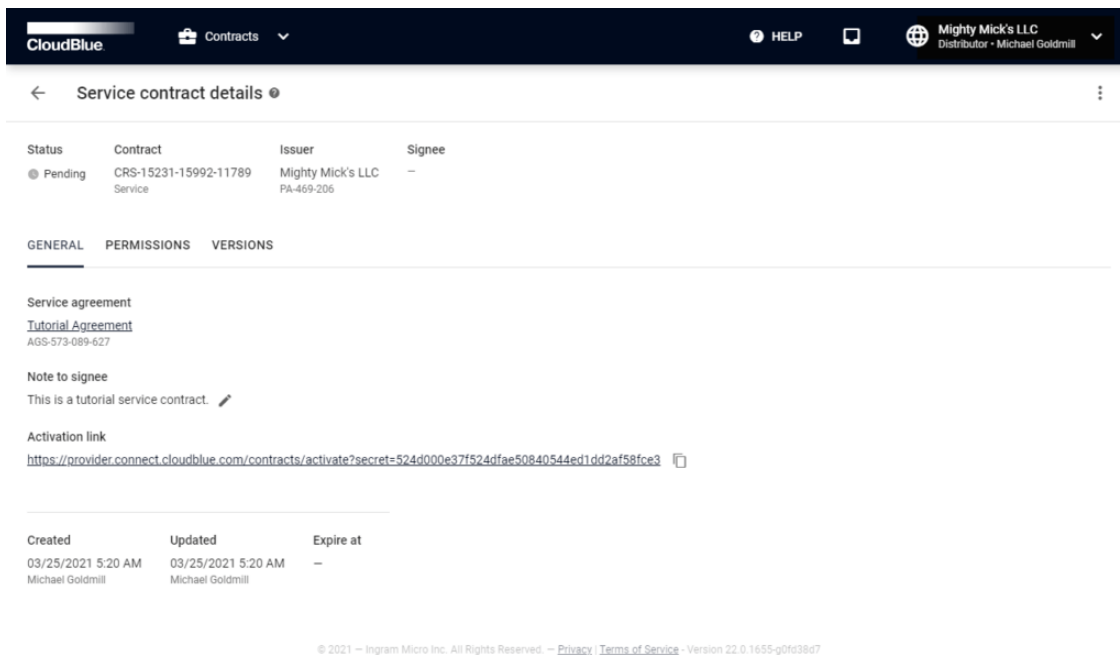 CloudBlue.
Contracts
HELP
Mighty Mick's LLC
Distributor • Michael Goldmill
Service contract details
Status
Contract
Issuer
Signee
Pending
CRS-15231-15992-11789
Mighty Mick's LLC
—
Service
PA-469-206
GENERAL
PERMISSIONS
VERSIONS
Service agreement
Tutorial Agreement
AGS-573-089-627
Note to signee
This is a tutorial service contract.
Activation link
https://provider.connect.cloudblue.com/contracts/activate?secret=524d000e37f524dfae50840544ed1dd2af58fce3
Created
Updated
Expire at
03/25/2021 5:20 AM
03/25/2021 5:20 AM
—
Michael Goldmill
Michael Goldmill
© 2021 — Ingram Micro Inc. All Rights Reserved. — Privacy | Terms of Service - Version 22.0.1655-g0fd38d7